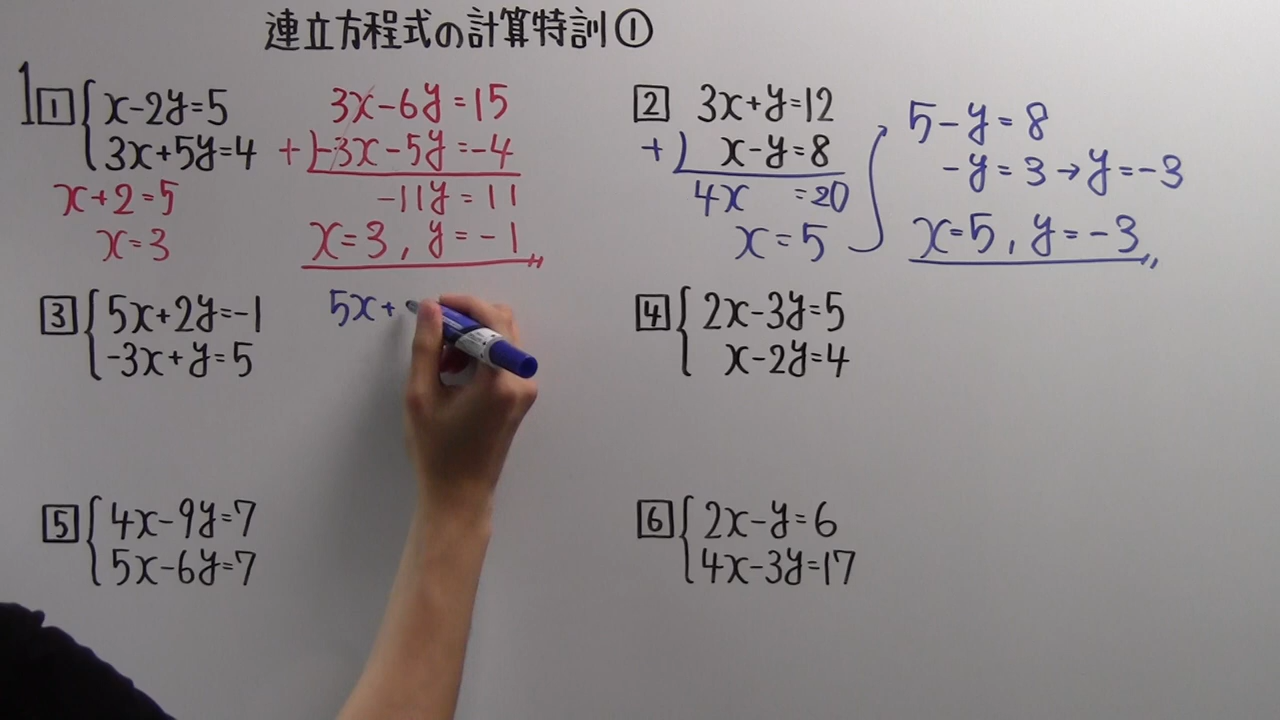 連立方程式の計算特訓①
1 x-2y=5
3x+5y=4
x+2=5
x=3
3x-6y=15
+) -3x-5y=-4
-11y=11
x=3, y=-1
2 3x+y=12
+) x-y=8
4x =20
x=5
5-y=8
-y=3→y=-3
x=5, y=-3
3 5x+2y=-1
-3x+y=5
5x+
4 2x-3y=5
x-2y=4
5 4x-9y=7
5x-6y=7
6 2x-y=6
4x-3y=17